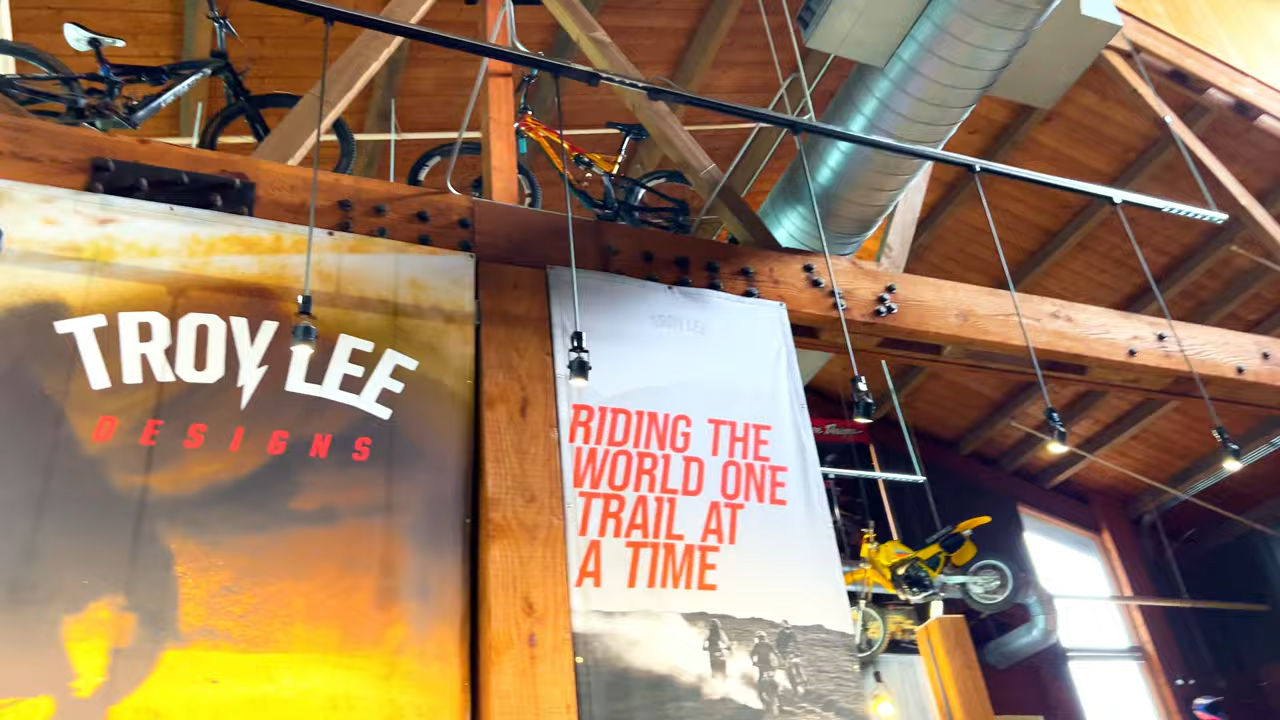 TROY LEE
DESIGNS
TROY LEE
RIDING THE
WORLD ONE
TRAIL AT
A TIME